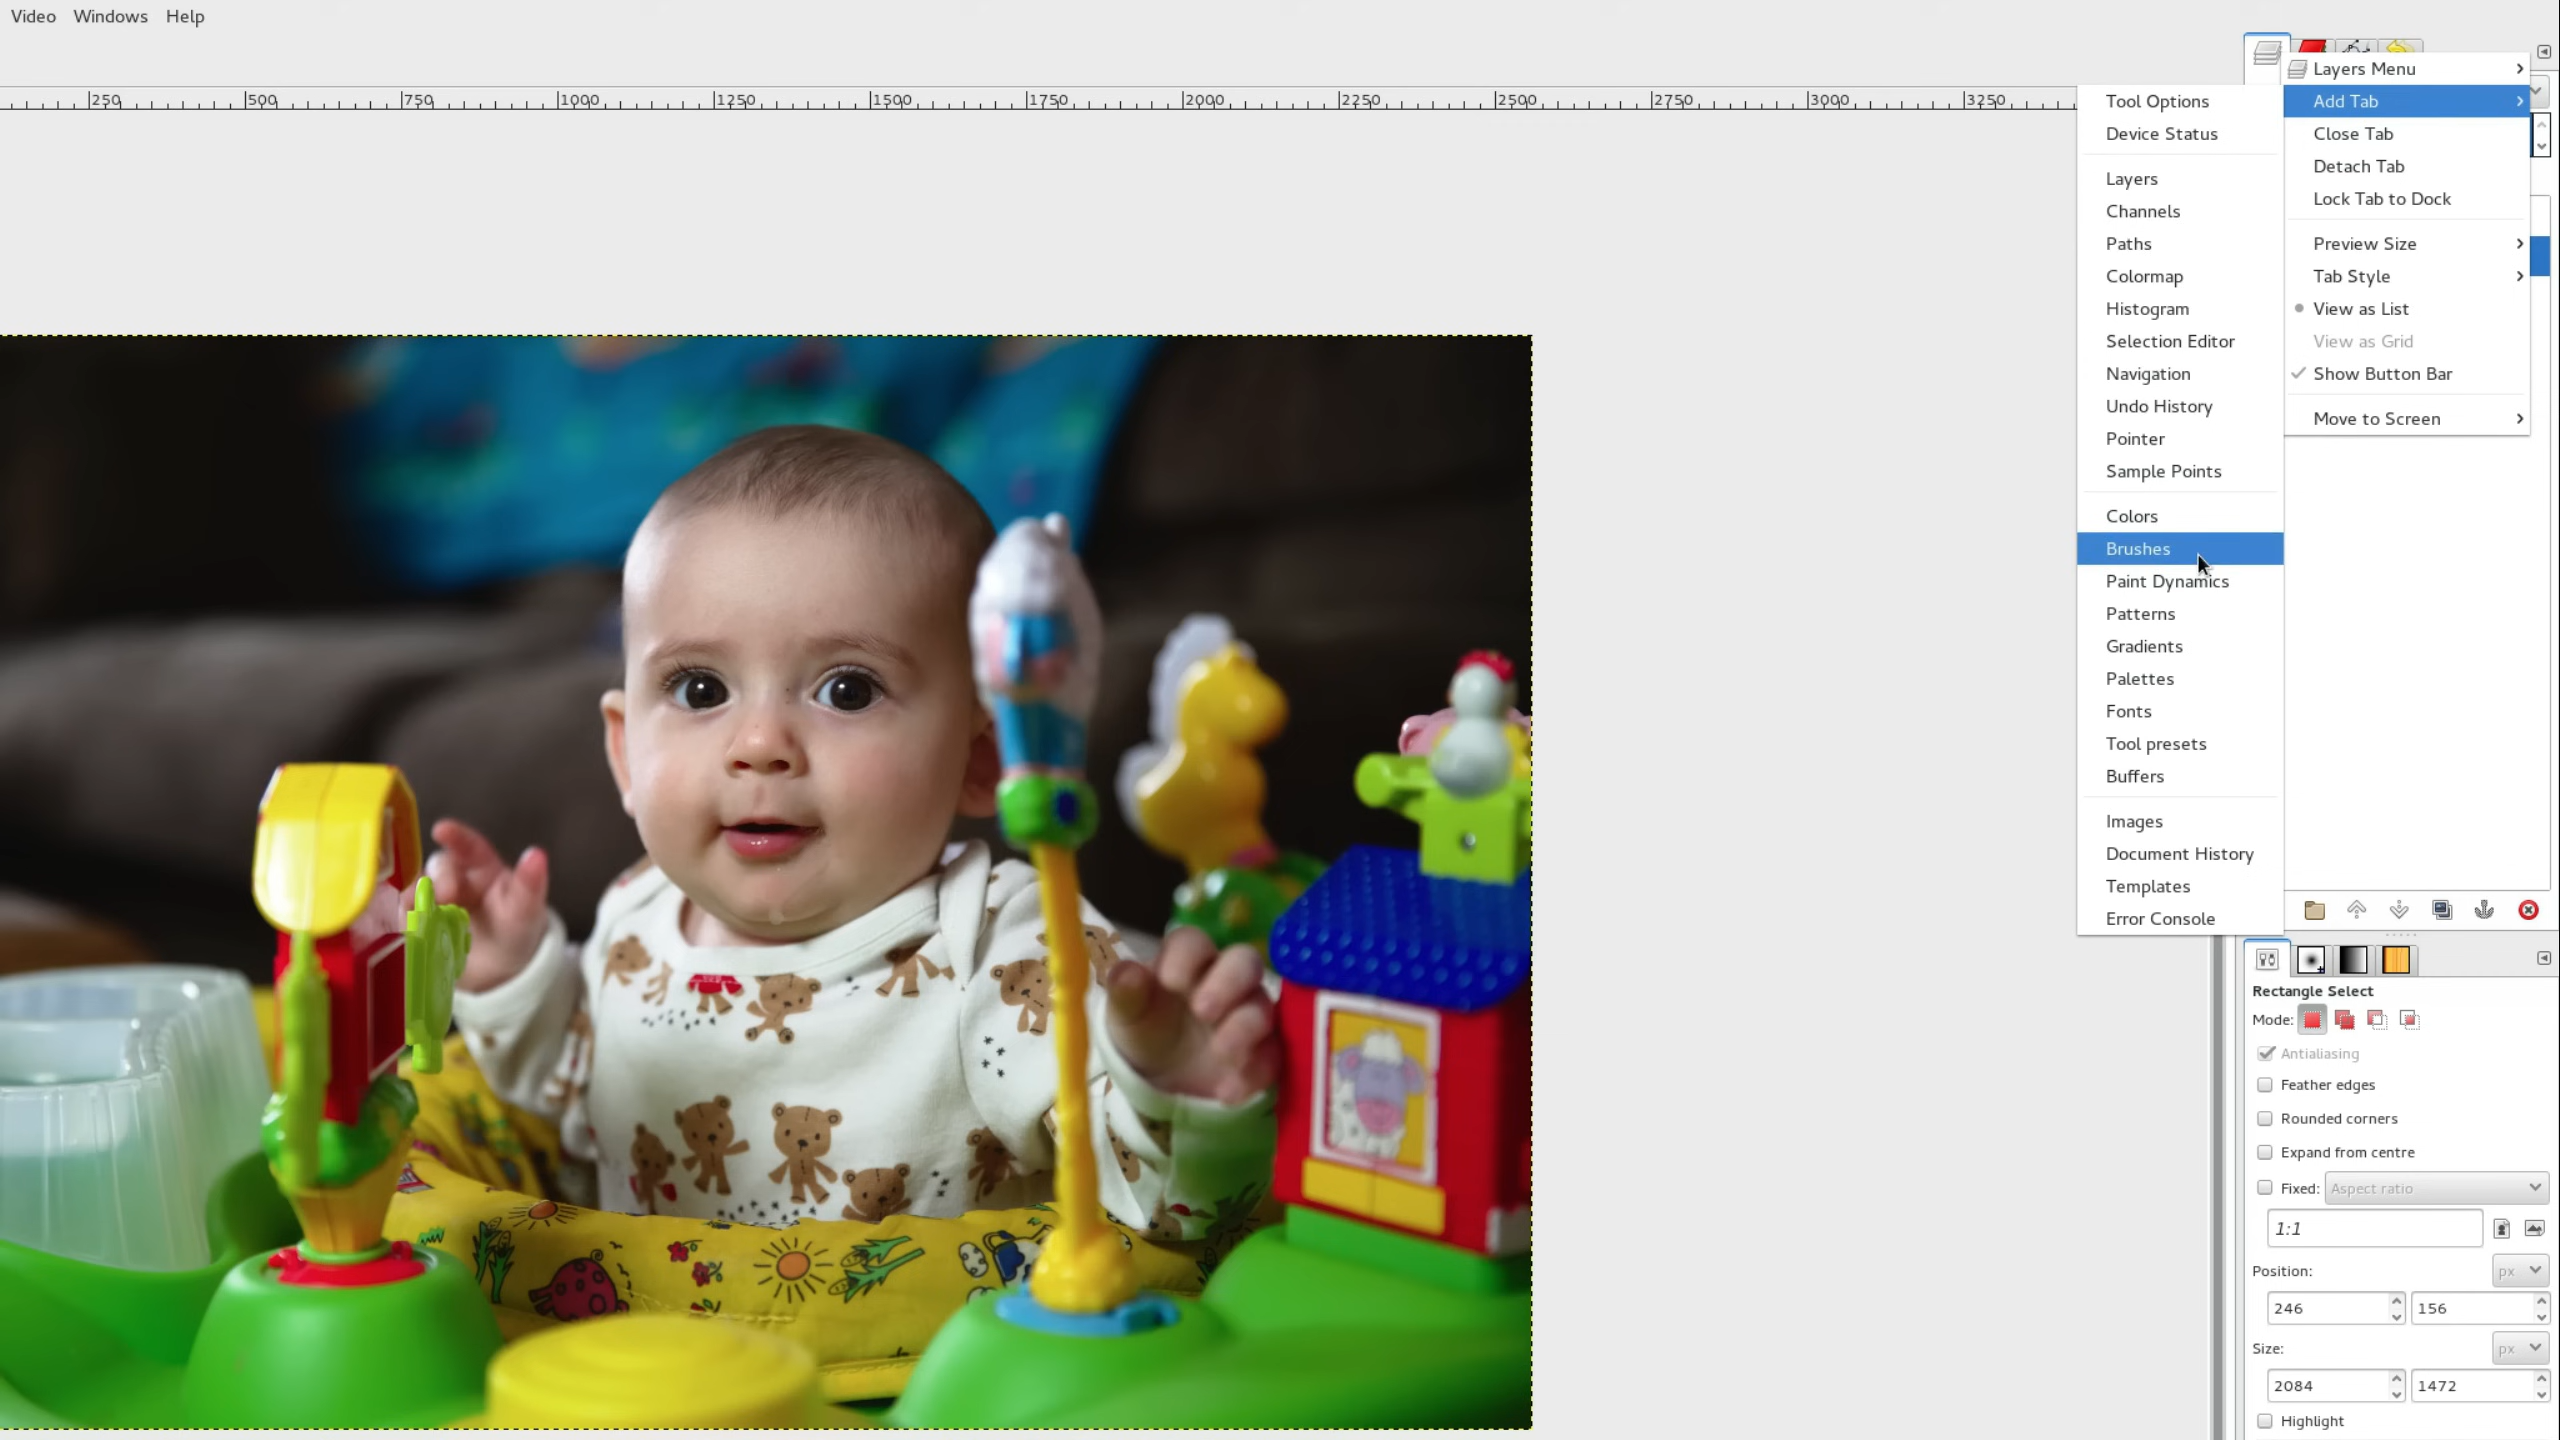 Video Windows Help
250 500 750 1000 1250 1500 1750 2000 2250 2500 2750 3000 3250
Layers Menu
Add Tab
Close Tab
Detach Tab
Lock Tab to Dock
Preview Size
Tab Style
View as List
View as Grid
Show Button Bar
Move to Screen
Tool Options
Device Status
Layers
Channels
Paths
Colormap
Histogram
Selection Editor
Navigation
Undo History
Pointer
Sample Points
Colors
Brushes
Paint Dynamics
Patterns
Gradients
Palettes
Fonts
Tool presets
Buffers
Images
Document History
Templates
Error Console
Rectangle Select
Mode:
Antialiasing
Feather edges
Rounded corners
Expand from centre
Fixed: Aspect ratio
1:1
Position: px
246 156
Size: px
2084 1472
Highlight